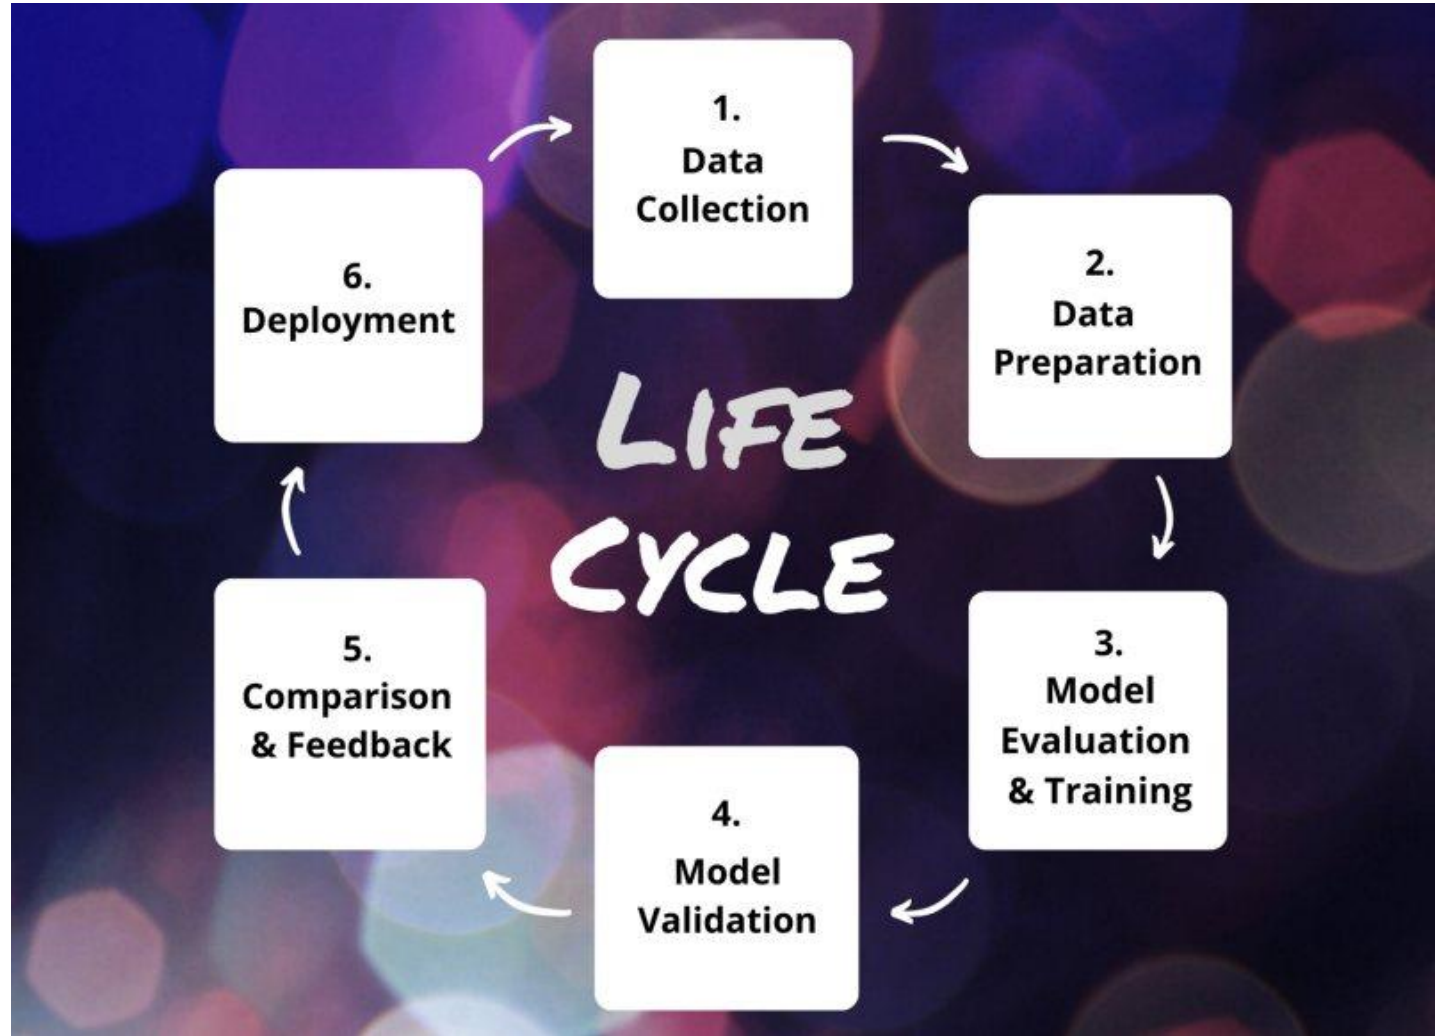 1.
Data
Collection
2.
Data
Preparation
3.
Model
Evaluation
& Training
4.
Model
Validation
5.
Comparison
& Feedback
6.
Deployment
LIFE
CYCLE